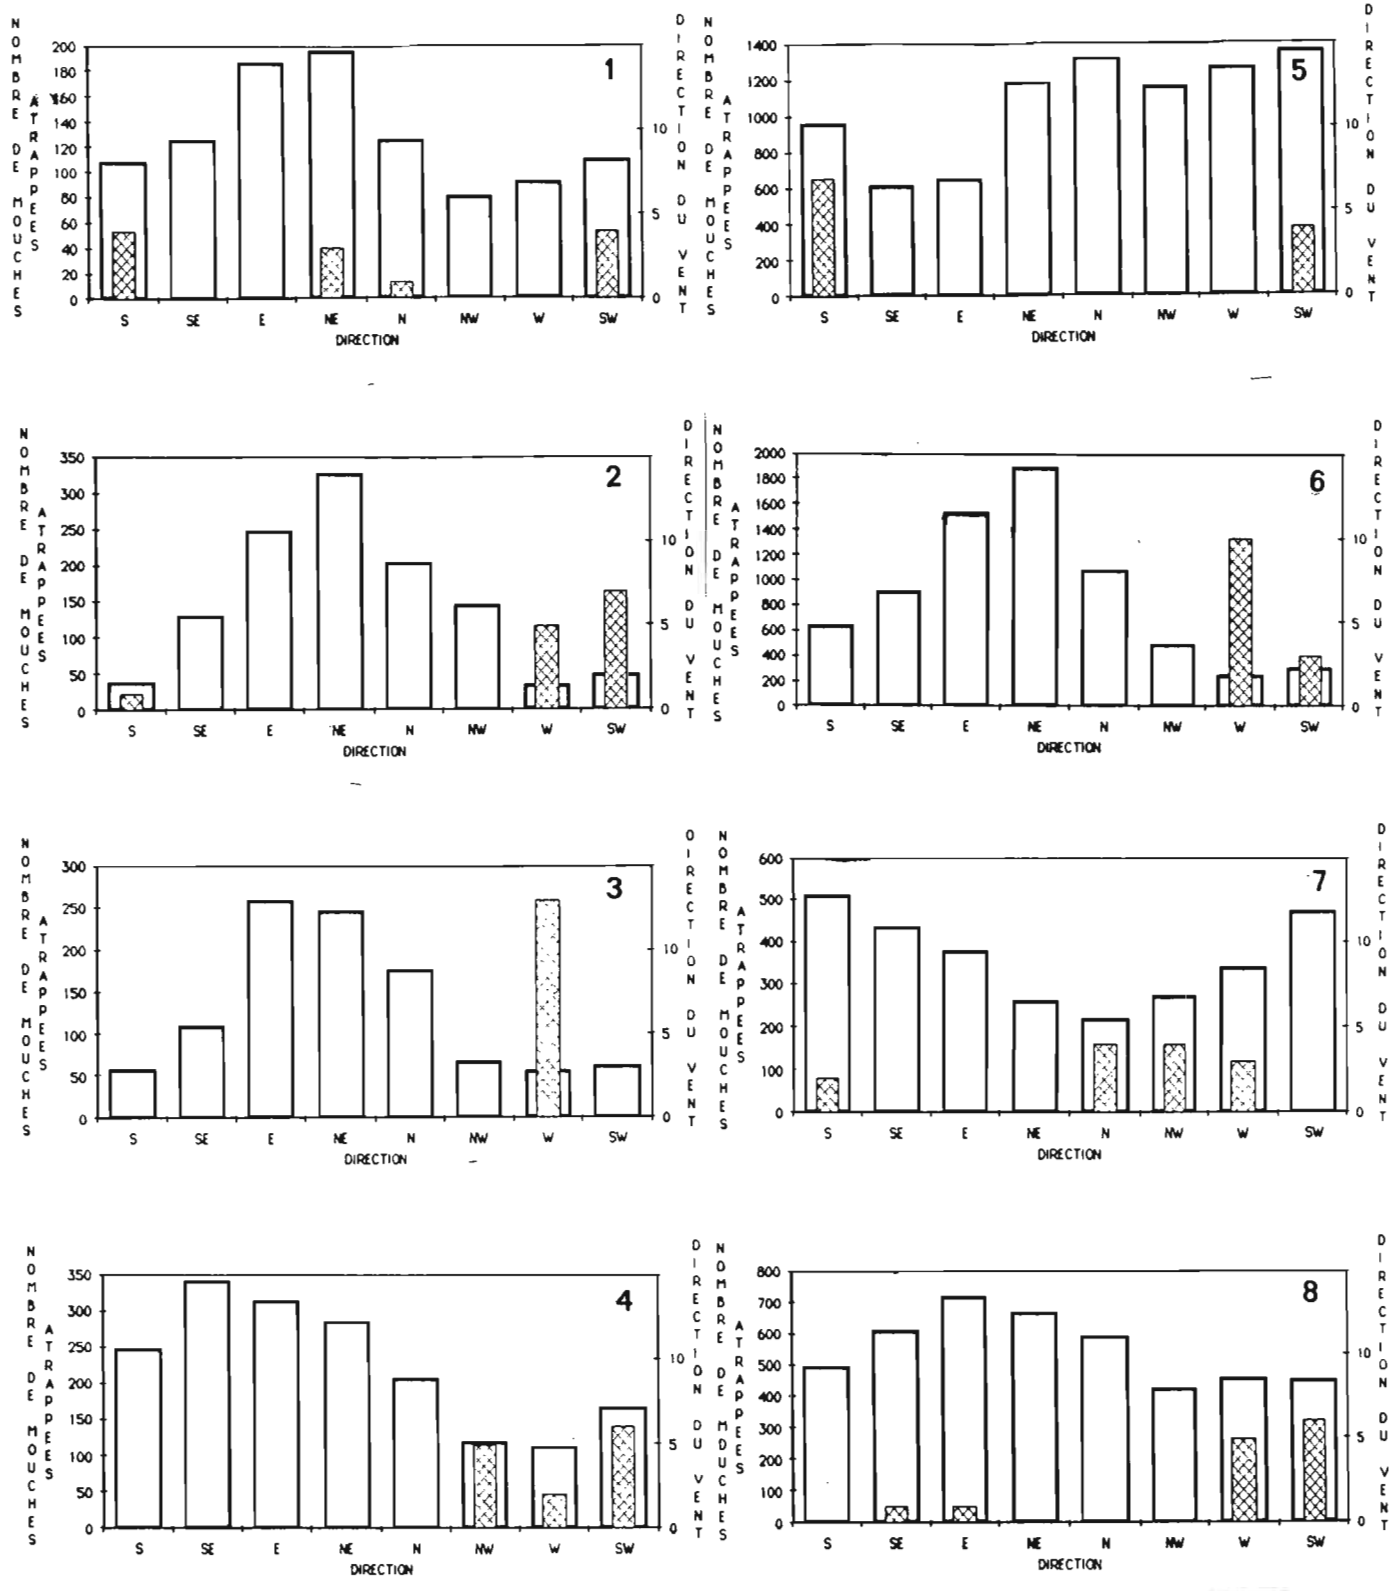 NOMBRE DE MOUCHES
ATRAPPEES
200
180
160
140
120
100
80
60
40
20
0
1
10
5
0
DIRECTION DU VENT
S SE E NE N NW W SW
DIRECTION
NOMBRE DE MOUCHES
ATRAPPEES
1400
1200
1000
800
600
400
200
0
5
10
5
0
DIRECTION DU VENT
S SE E NE N NW W SW
DIRECTION
NOMBRE DE MOUCHES
ATRAPPEES
350
300
250
200
150
100
50
0
2
10
5
0
DIRECTION DU VENT
S SE E NE N NW W SW
DIRECTION
NOMBRE DE MOUCHES
ATRAPPEES
2000
1800
1600
1400
1200
1000
800
600
400
200
0
6
10
5
0
DIRECTION DU VENT
S SE E NE N NW W SW
DIRECTION
NOMBRE DE MOUCHES
ATRAPPEES
300
250
200
150
100
50
0
3
10
5
0
OIRECTION DU VENT
S SE E NE N NW W SW
DIRECTION
NOMBRE DE MOUCHES
ATRAPPEES
600
500
400
300
200
100
0
7
10
5
0
DIRECTION DU VENT
S SE E NE N NW W SW
DIRECTION
NOMBRE DE MOUCHES
ATRAPPEES
350
300
250
200
150
100
50
0
4
10
5
0
DIRECTION DU VENT
S SE E NE N NW W SW
DIRECTION
NOMBRE DE MDUCHES
ATRAPPEES
800
700
600
500
400
300
200
100
0
8
10
5
0
DIRECTION DU VENT
S SE E NE N NW W SW
DIRECTION